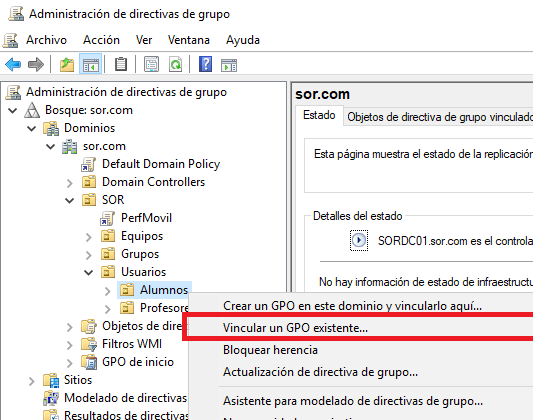 Administración de directivas de grupo
Archivo Acción Ver Ventana Ayuda
Administración de directivas de grupo
Bosque: sor.com
Dominios
sor.com
Default Domain Policy
Domain Controllers
SOR
PerfMovil
Equipos
Grupos
Usuarios
Alumnos
Profesore
Objetos de direc
Filtros WMI
GPO de inicio
Sitios
Modelado de directivas
Resultados de directivas
sor.com
Estado Objetos de directiva de grupo vinculado
Esta página muestra el estado de la replicación
Detalles del estado
SORDC01.sor.com es el controla
No hay información de estado de infraestructu
Crear un GPO en este dominio y vincularlo aquí...
Vincular un GPO existente...
Bloquear herencia
Actualización de directiva de grupo...
Asistente para modelado de directivas de grupo...